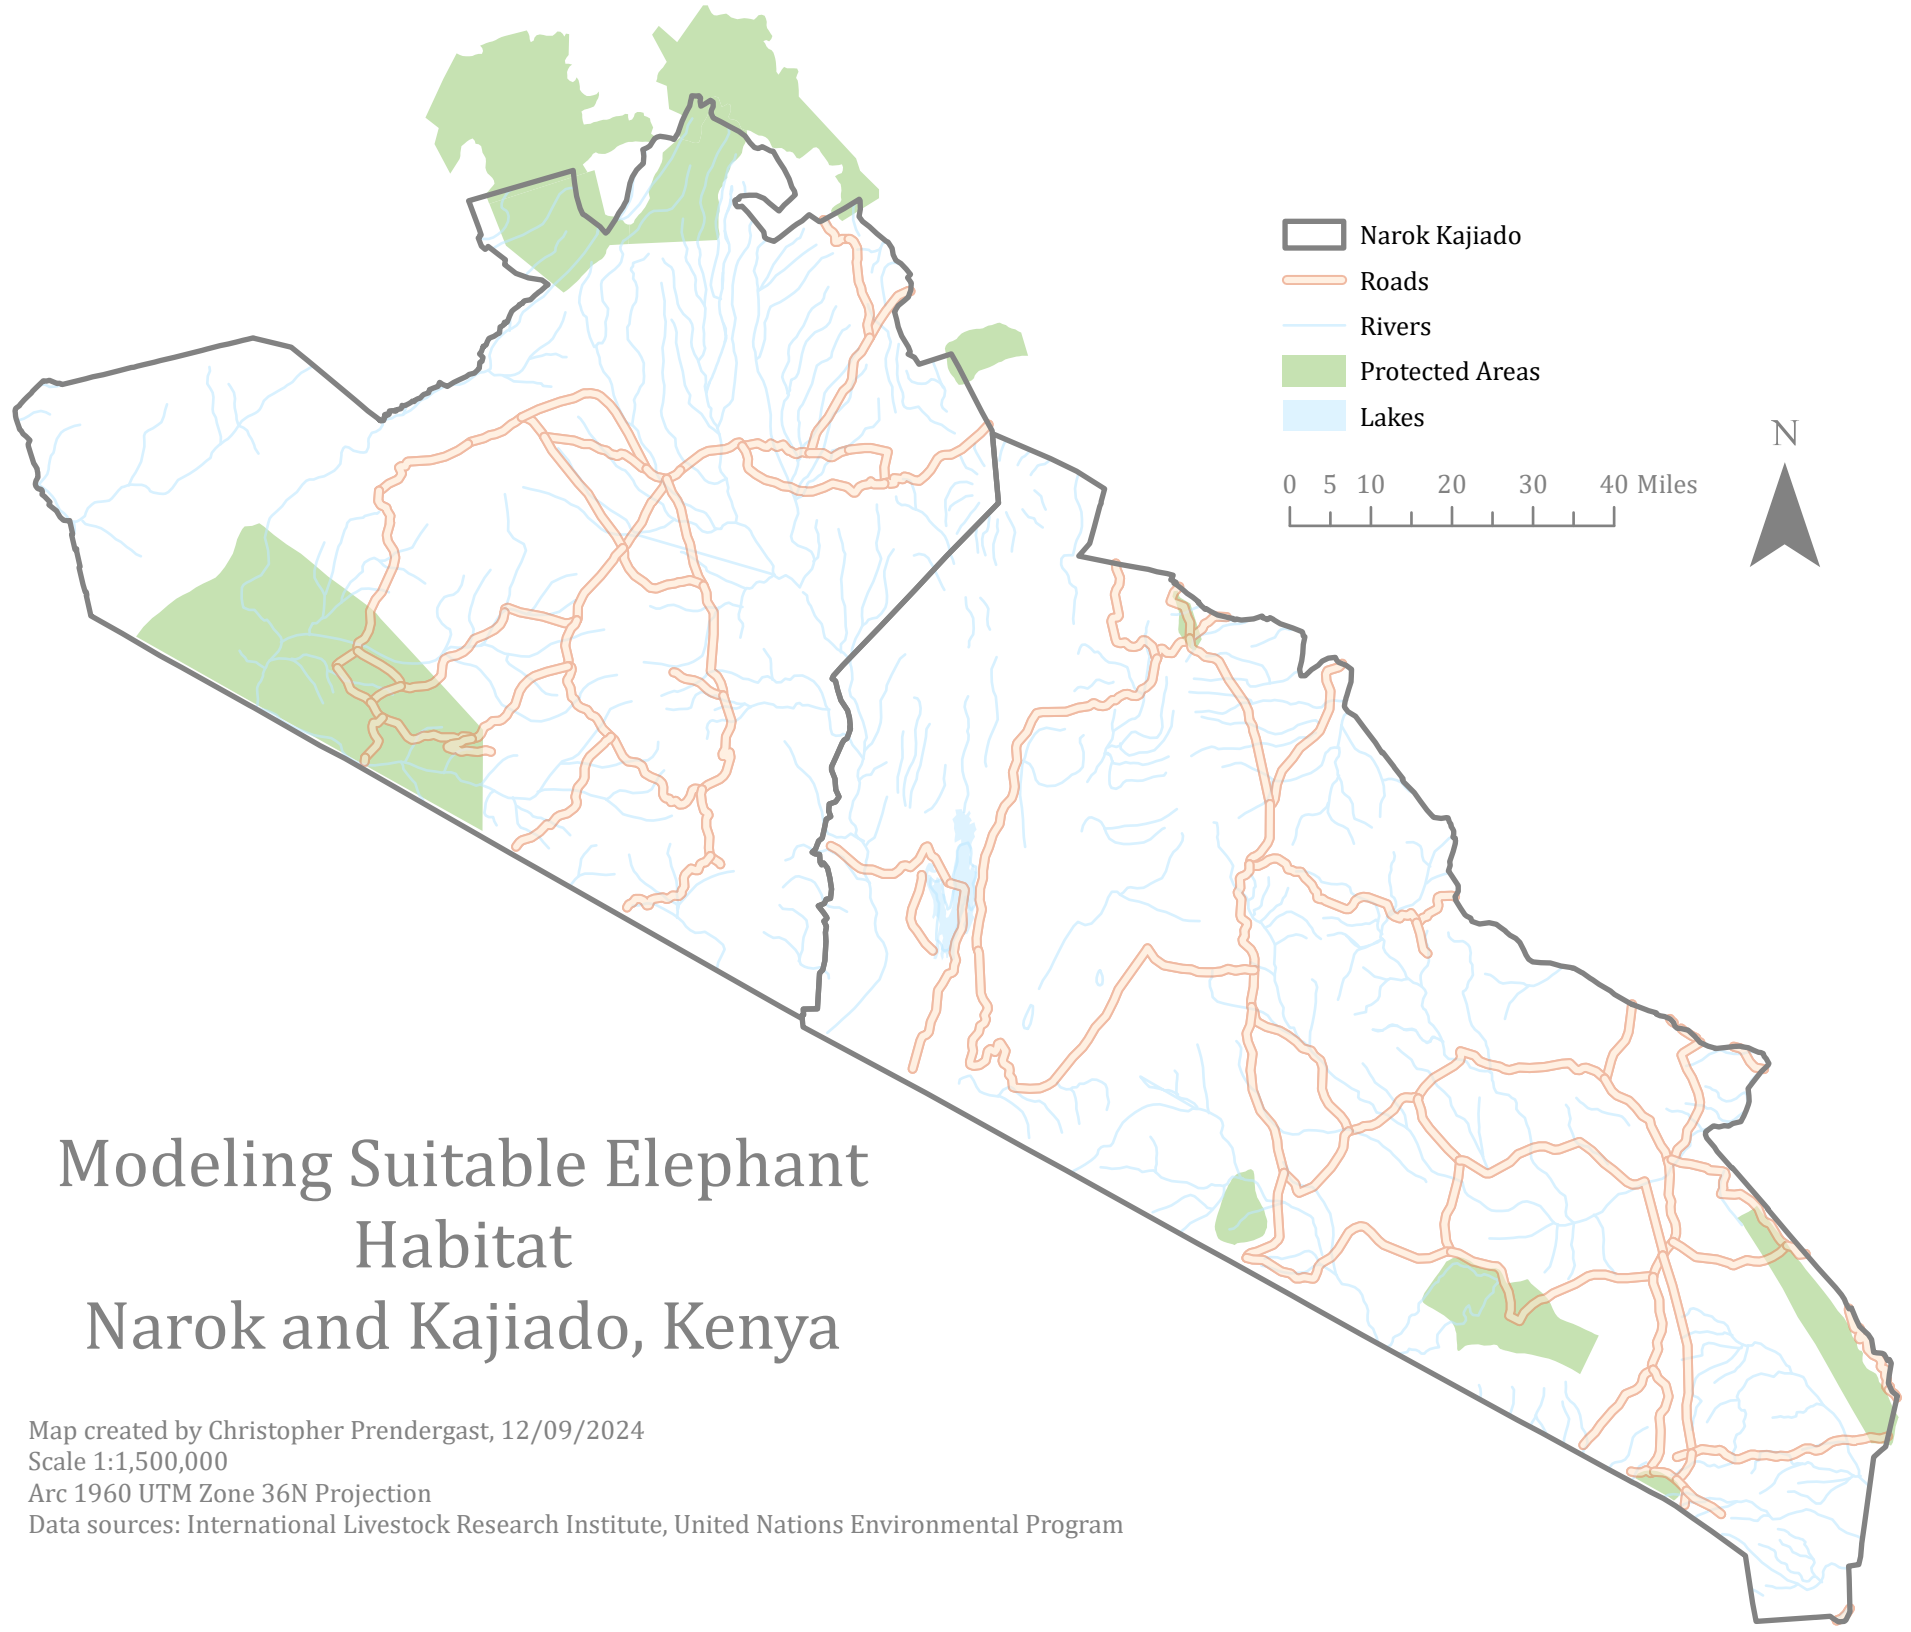 Narok Kajiado
Roads
Rivers
Protected Areas
Lakes
N
0 5 10 20 30 40 Miles
Modeling Suitable Elephant
Habitat
Narok and Kajiado, Kenya
Map created by Christopher Prendergast, 12/09/2024
Scale 1:1,500,000
Arc 1960 UTM Zone 36N Projection
Data sources: International Livestock Research Institute, United Nations Environmental Program